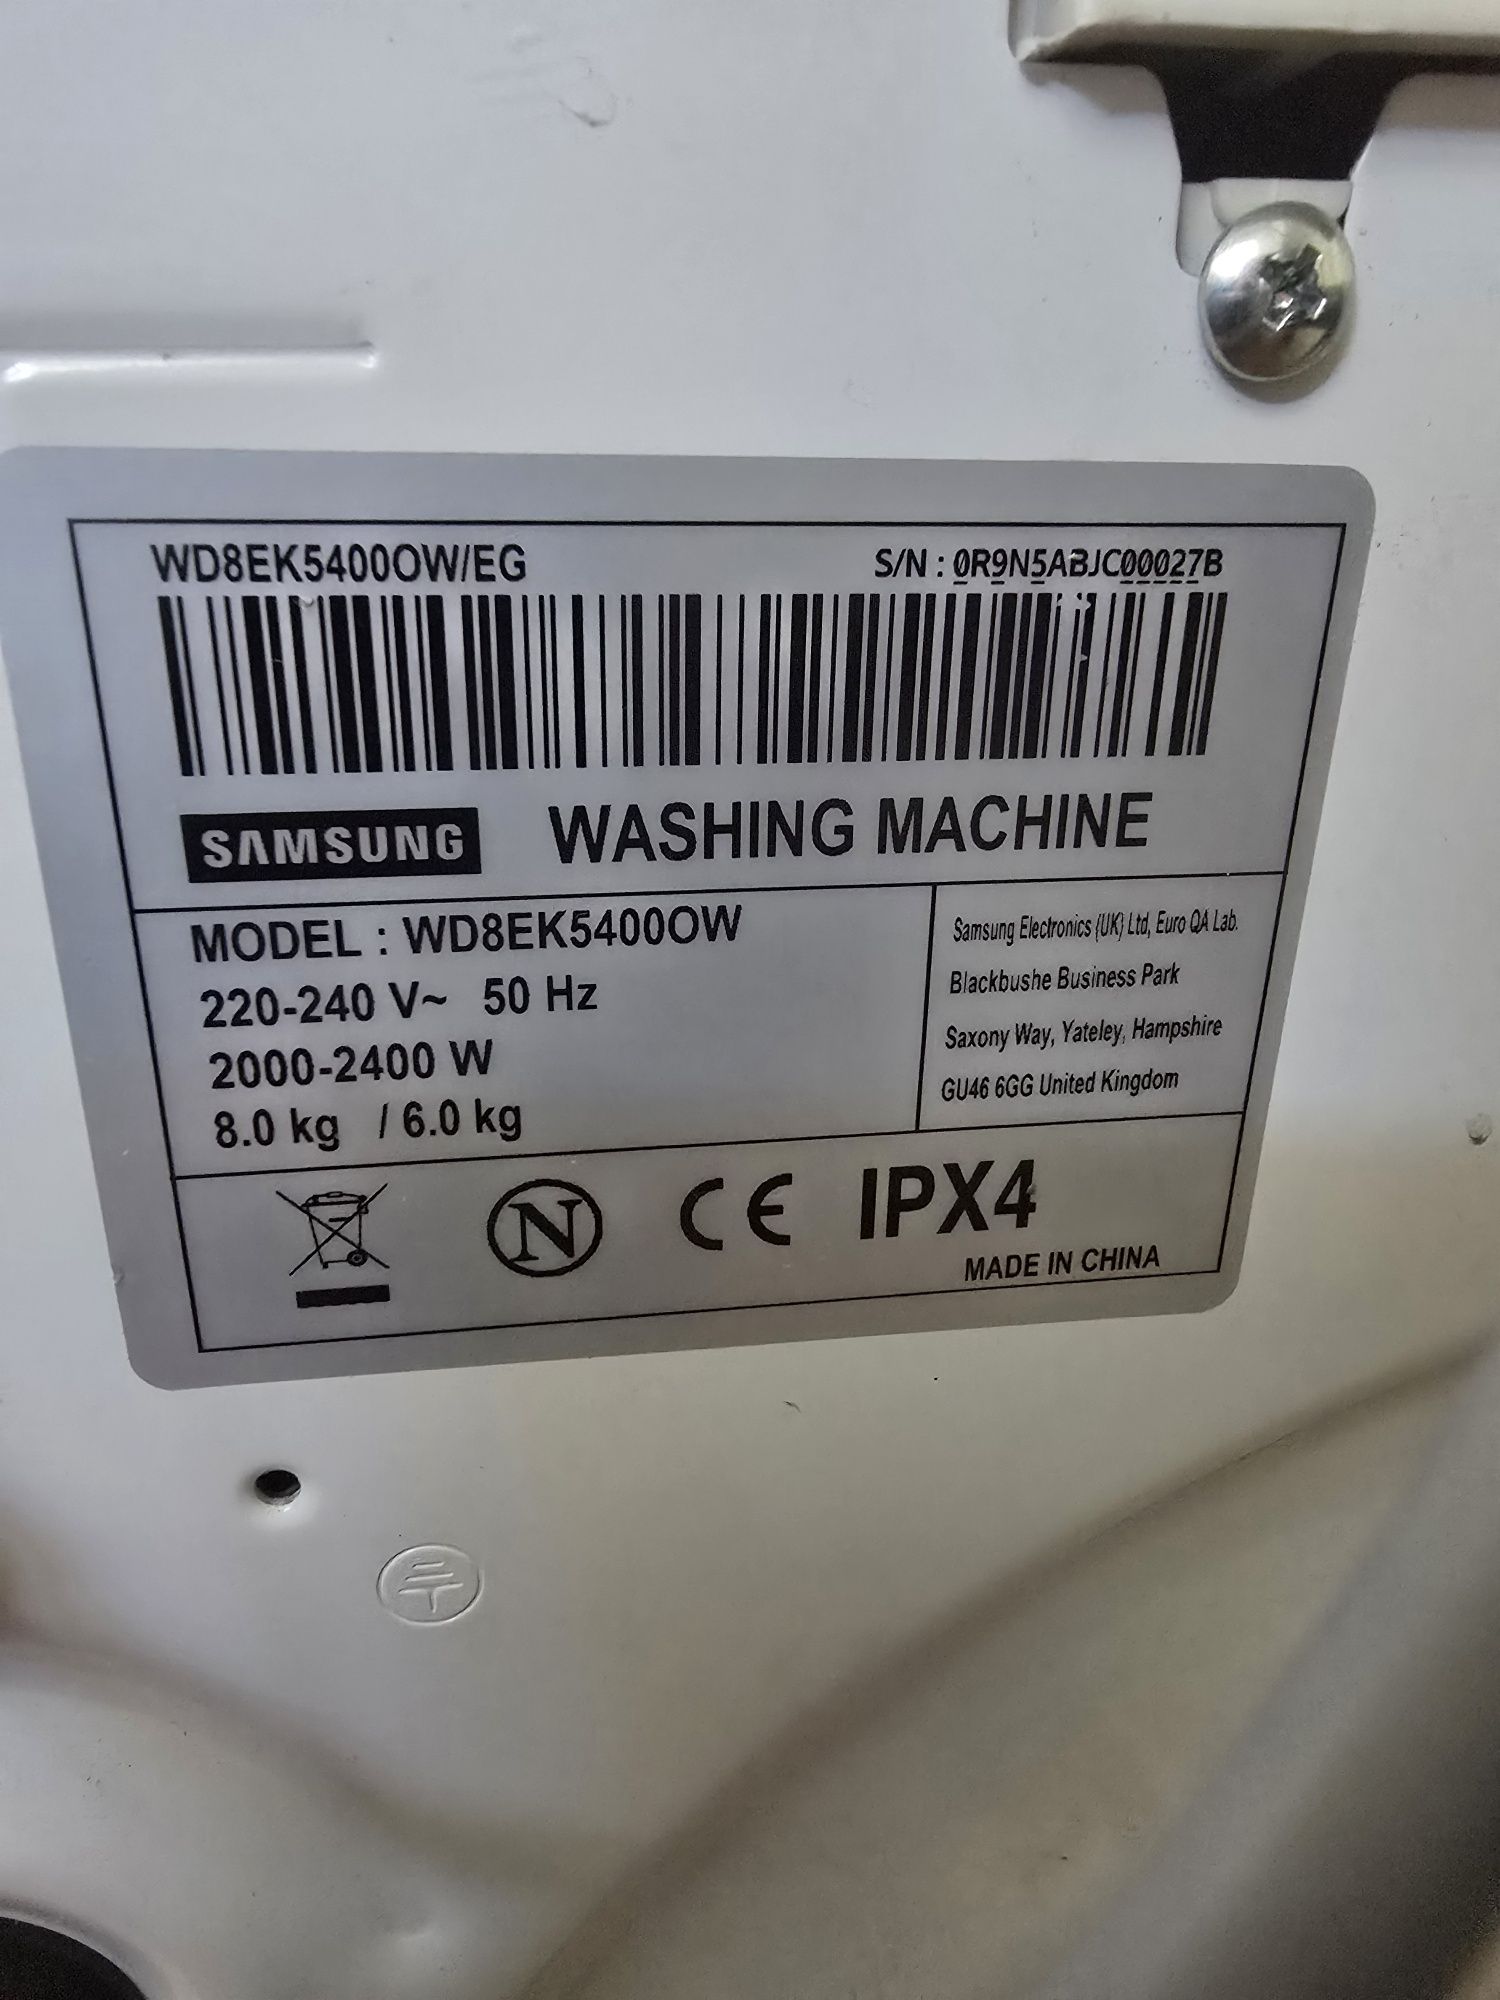 WD8EK5400OW/EG S/N : 0R9N5ABJC00027B
SAMSUNG WASHING MACHINE
MODEL : WD8EK5400OW
220-240 V~ 50 Hz
2000-2400 W
8.0 kg / 6.0 kg
Samsung Electronics (UK) Ltd, Euro QA Lab.
Blackbushe Business Park
Saxony Way, Yateley, Hampshire
GU46 6GG United Kingdom
N CE IPX4
MADE IN CHINA